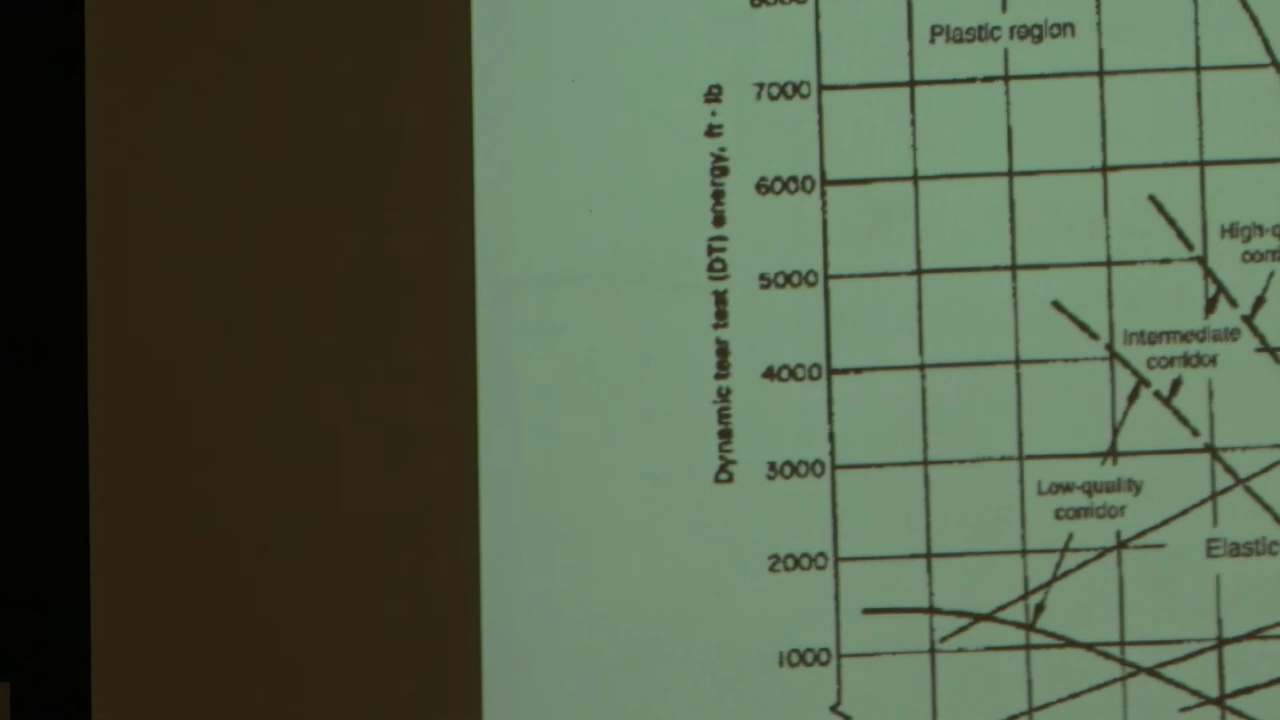 Plastic region
7000
6000
High-q
5000
Intermediate
corridor
4000
3000
Low-quality
corridor
Elastic
2000
1000
Dynamic tear test (DT) energy, ft · lb